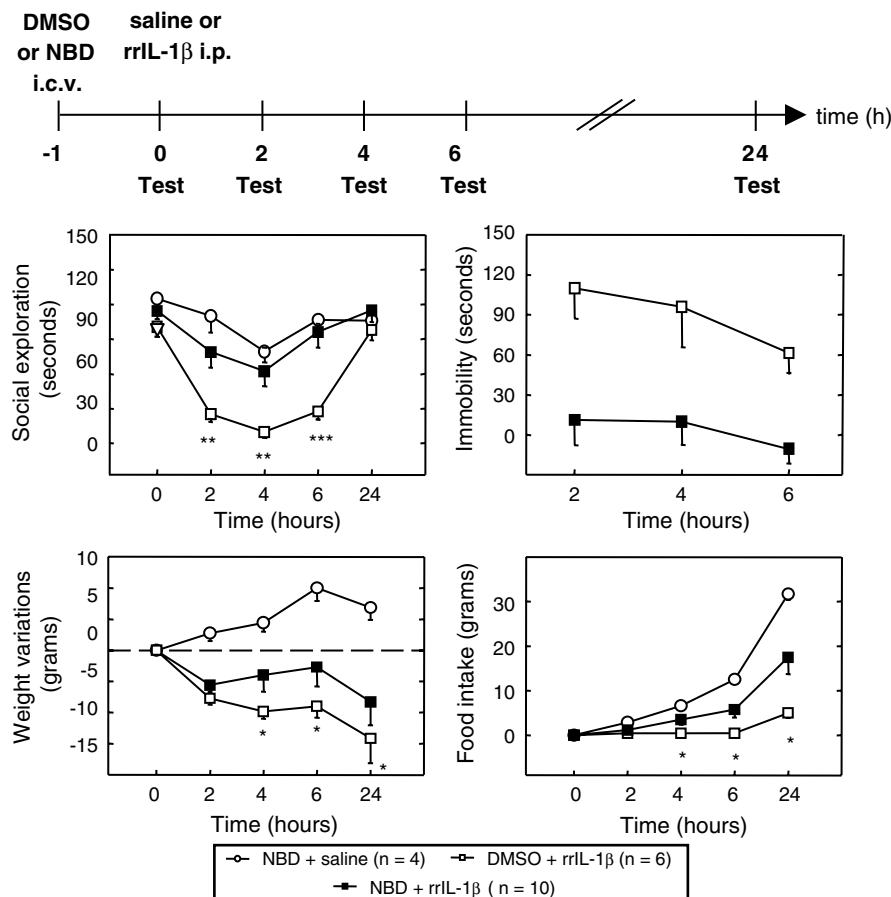 DMSO
or NBD
i.c.v.
saline or
rrIL-1β i.p.
time (h)
-1
0
2
4
6
24
Test
Test
Test
Test
Test
Social exploration
(seconds)
150
120
90
60
30
0
**
**
***
0
2
4
6
24
Time (hours)
Immobility (seconds)
150
120
90
60
30
0
2
4
6
Time (hours)
Weight variations
(grams)
10
5
0
-5
-10
-15
*
*
*
0
2
4
6
24
Time (hours)
Food intake (grams)
30
20
10
0
*
*
*
0
2
4
6
24
Time (hours)
NBD + saline (n = 4)
DMSO + rrIL-1β (n = 6)
NBD + rrIL-1β ( n = 10)